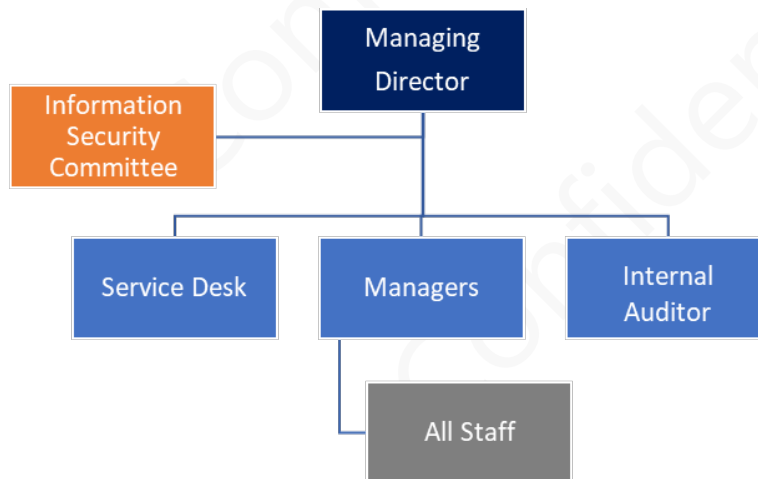 Managing
Director
Information
Security
Committee
Service Desk
Managers
Internal
Auditor
All Staff